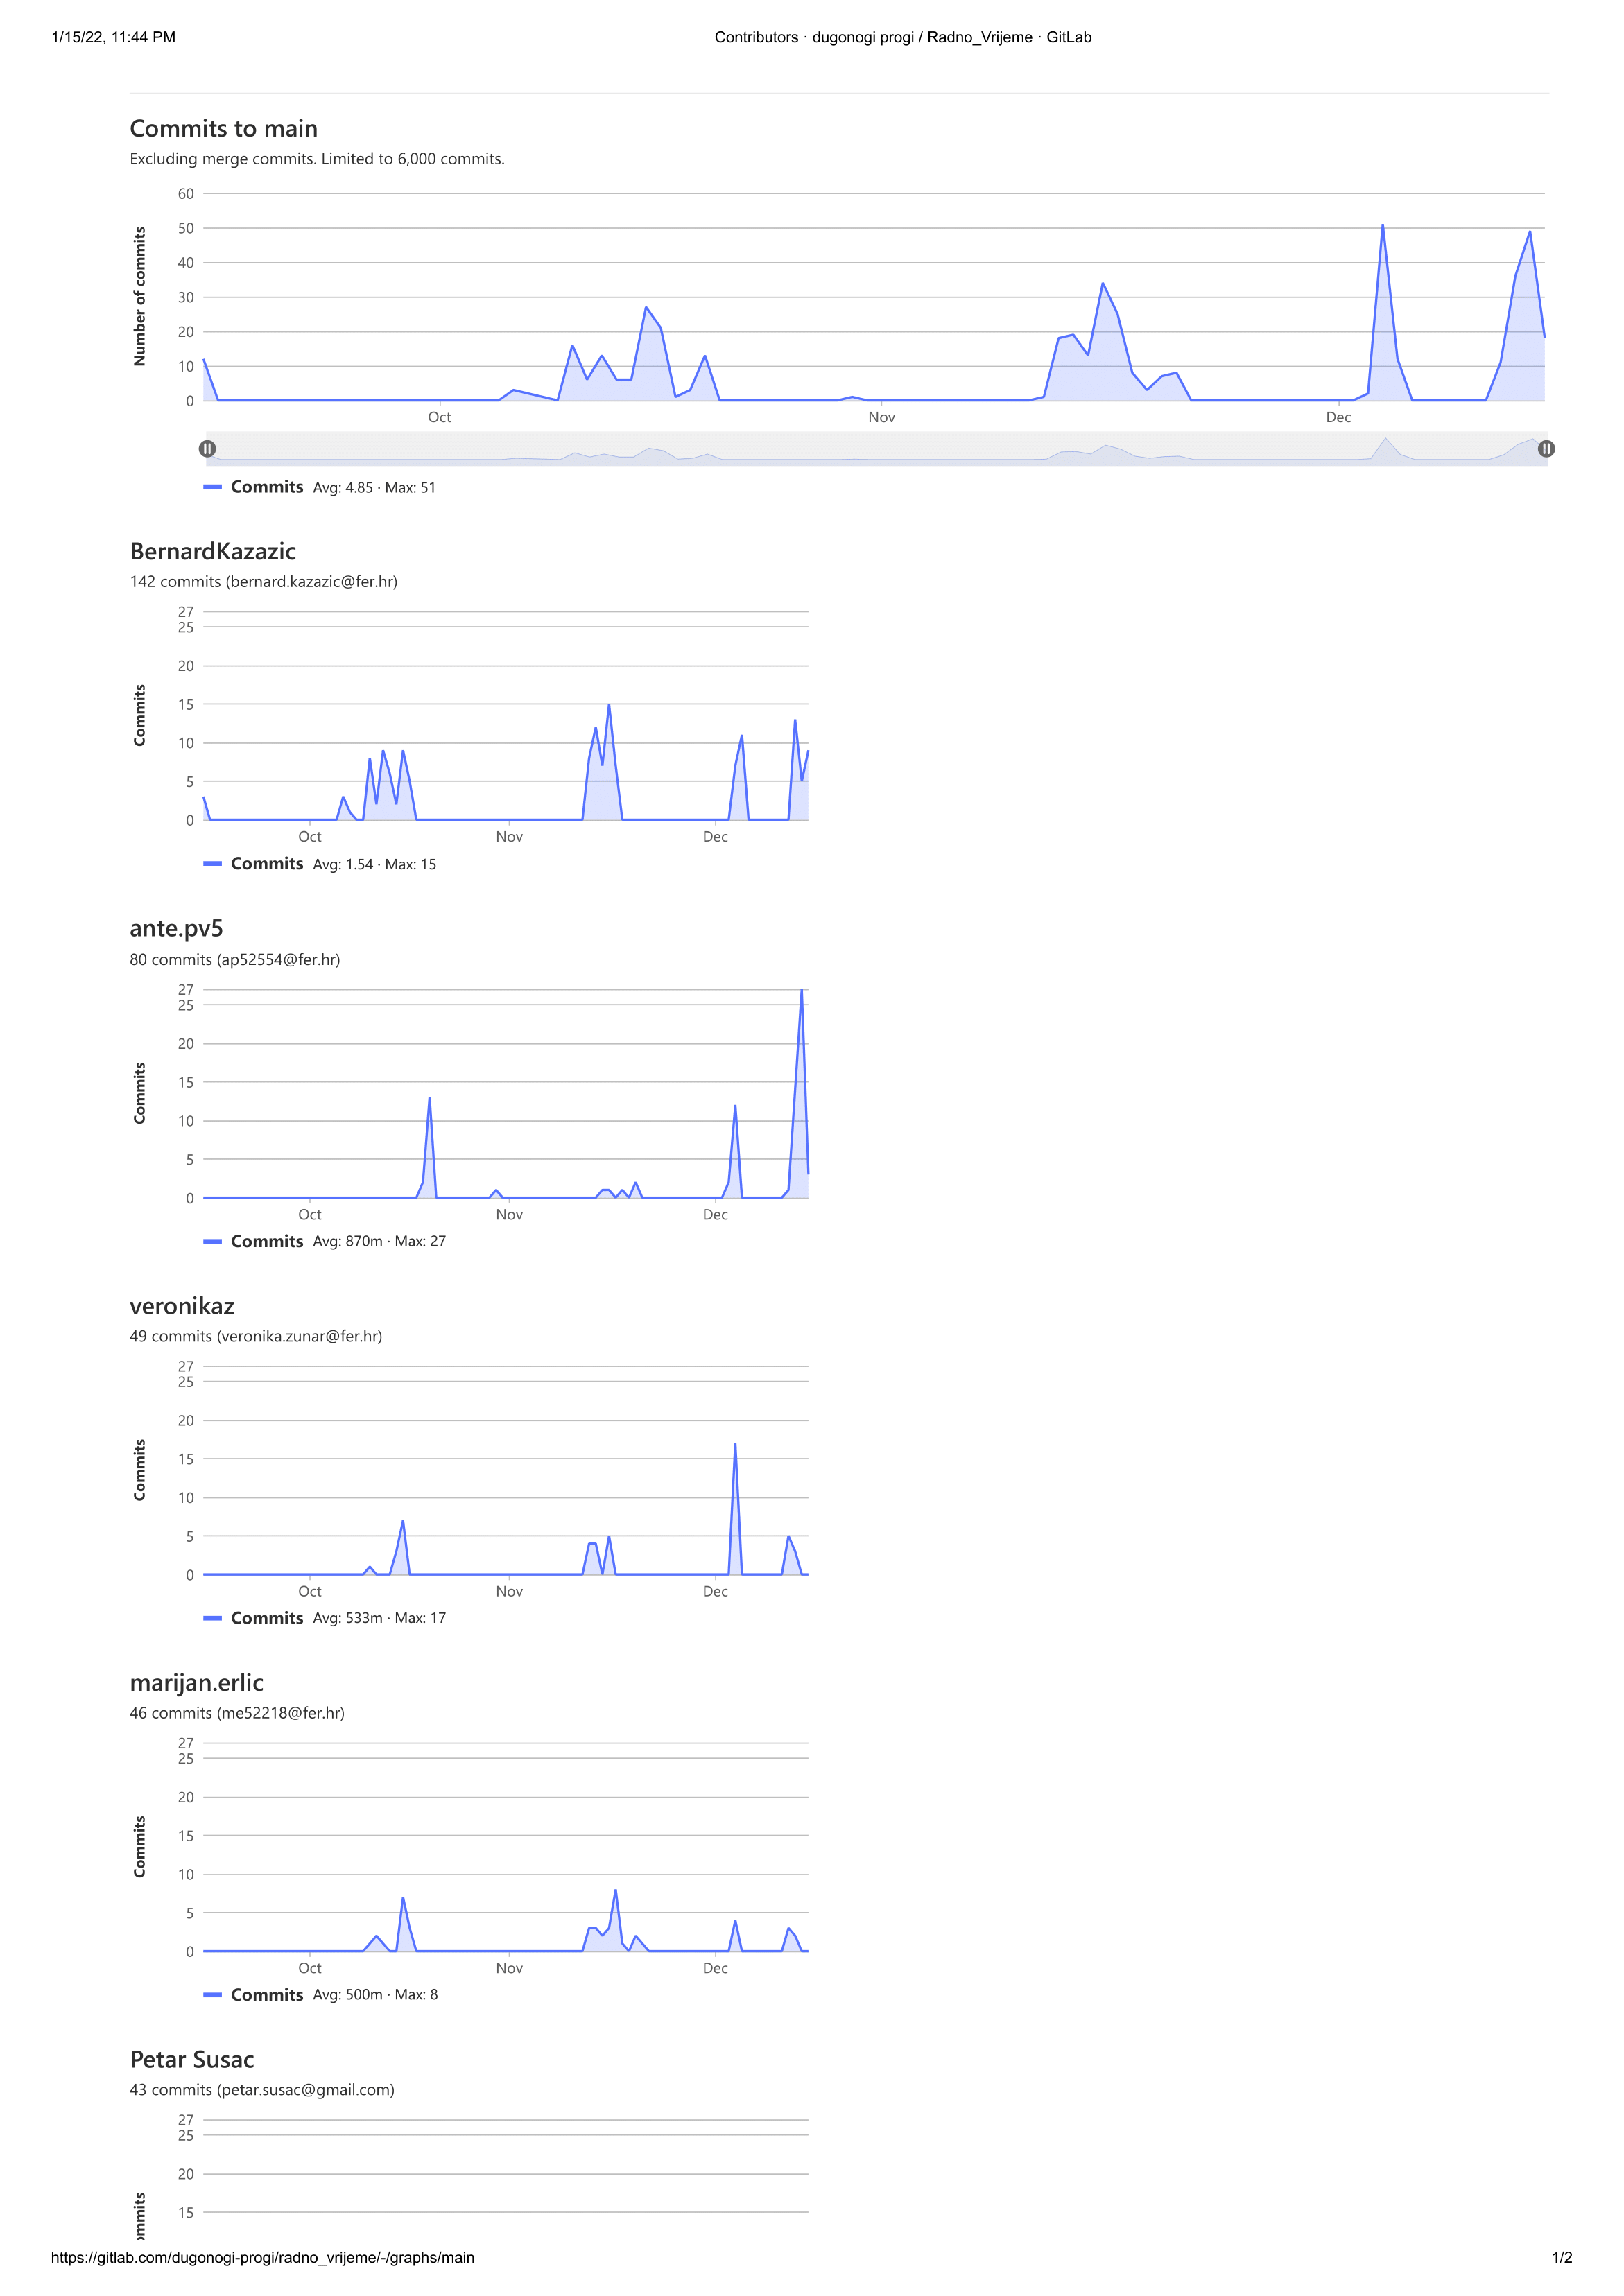 1/15/22, 11:44 PM
Contributors · dugonogi progi / Radno_Vrijeme · GitLab
Commits to main
Excluding merge commits. Limited to 6,000 commits.
Number of commits
60
50
40
30
20
10
0
Oct
Nov
Dec
Commits Avg: 4.85 · Max: 51
BernardKazazic
142 commits (bernard.kazazic@fer.hr)
Commits
27
25
20
15
10
5
0
Oct
Nov
Dec
Commits Avg: 1.54 · Max: 15
ante.pv5
80 commits (ap52554@fer.hr)
Commits
27
25
20
15
10
5
0
Oct
Nov
Dec
Commits Avg: 870m · Max: 27
veronikaz
49 commits (veronika.zunar@fer.hr)
Commits
27
25
20
15
10
5
0
Oct
Nov
Dec
Commits Avg: 533m · Max: 17
marijan.erlic
46 commits (me52218@fer.hr)
Commits
27
25
20
15
10
5
0
Oct
Nov
Dec
Commits Avg: 500m · Max: 8
Petar Susac
43 commits (petar.susac@gmail.com)
27
25
20
15
mmits
https://gitlab.com/dugonogi-progi/radno_vrijeme/-/graphs/main
1/2